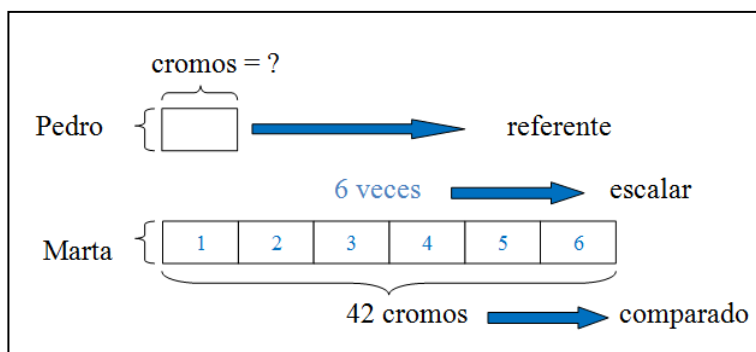 cromos = ?
Pedro referente
6 veces escalar
Marta 1 2 3 4 5 6
42 cromos comparado